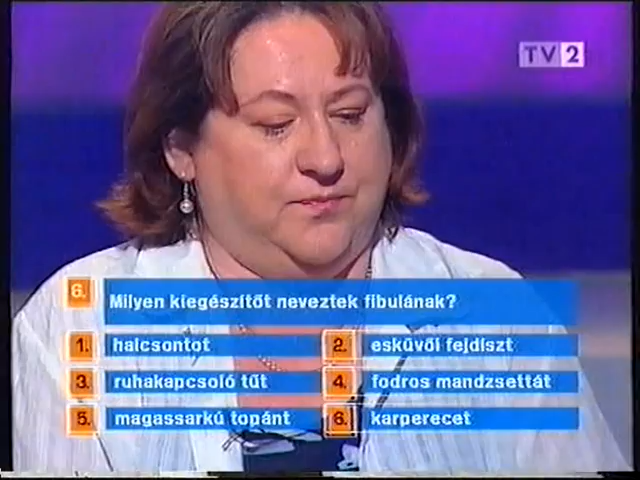 TV2
6.
Milyen kiegészítőt neveztek fibulának?
1. halcsontot
2. esküvői fejdíszt
3. ruhakapcsoló tűt
4. fodros mandzsettát
5. magassarkú topánt
6. karperecet